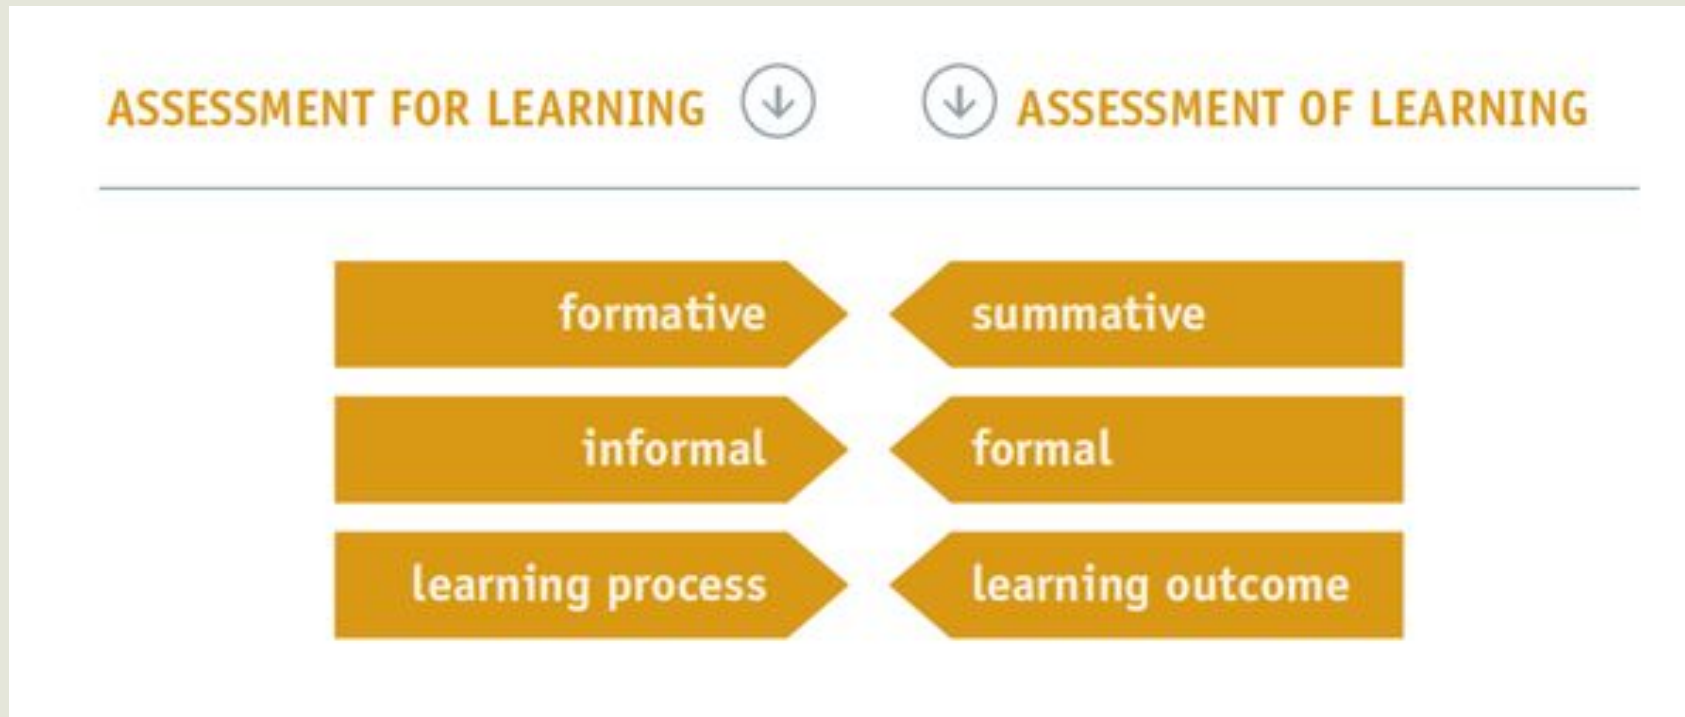 ASSESSMENT FOR LEARNING
ASSESSMENT OF LEARNING
formative
summative
informal
formal
learning process
learning outcome